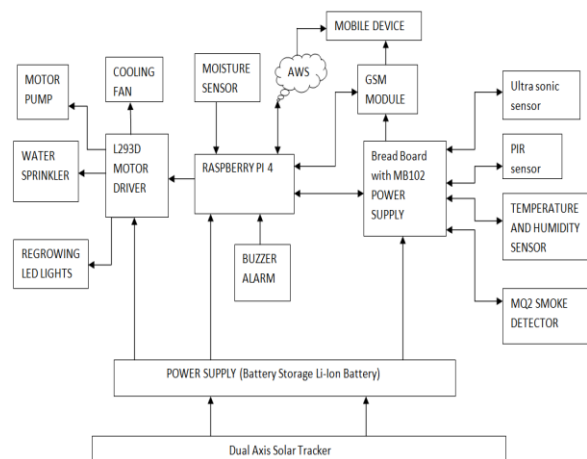 MOBILE DEVICE
COOLING
FAN
MOISTURE
SENSOR
AWS
GSM
MODULE
MOTOR
PUMP
Ultra sonic
sensor
L293D
MOTOR
DRIVER
RASPBERRY PI 4
Bread Board
with MB102
POWER
SUPPLY
PIR
sensor
WATER
SPRINKLER
TEMPERATURE
AND HUMIDITY
SENSOR
REGROWING
LED LIGHTS
BUZZER
ALARM
MQ2 SMOKE
DETECTOR
POWER SUPPLY (Battery Storage Li-Ion Battery)
Dual Axis Solar Tracker